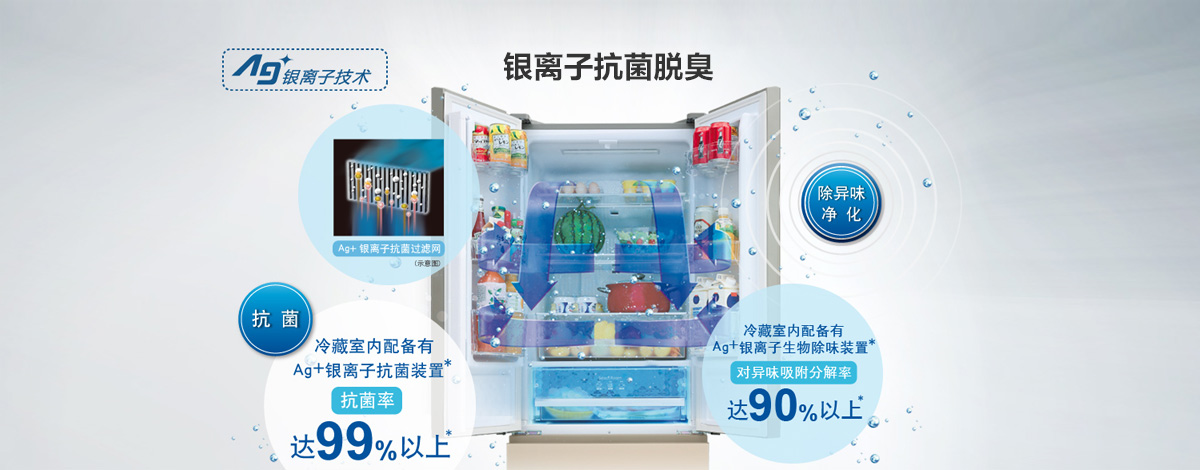 Ag+银离子技术
银离子抗菌脱臭
除异味
净 化
Ag+ 银离子抗菌过滤网
(示意图)
抗 菌
冷藏室内配备有
Ag+银离子抗菌装置*
抗菌率
达99%以上*
冷藏室内配备有
Ag+银离子生物除味装置*
对异味吸附分解率
达90%以上*